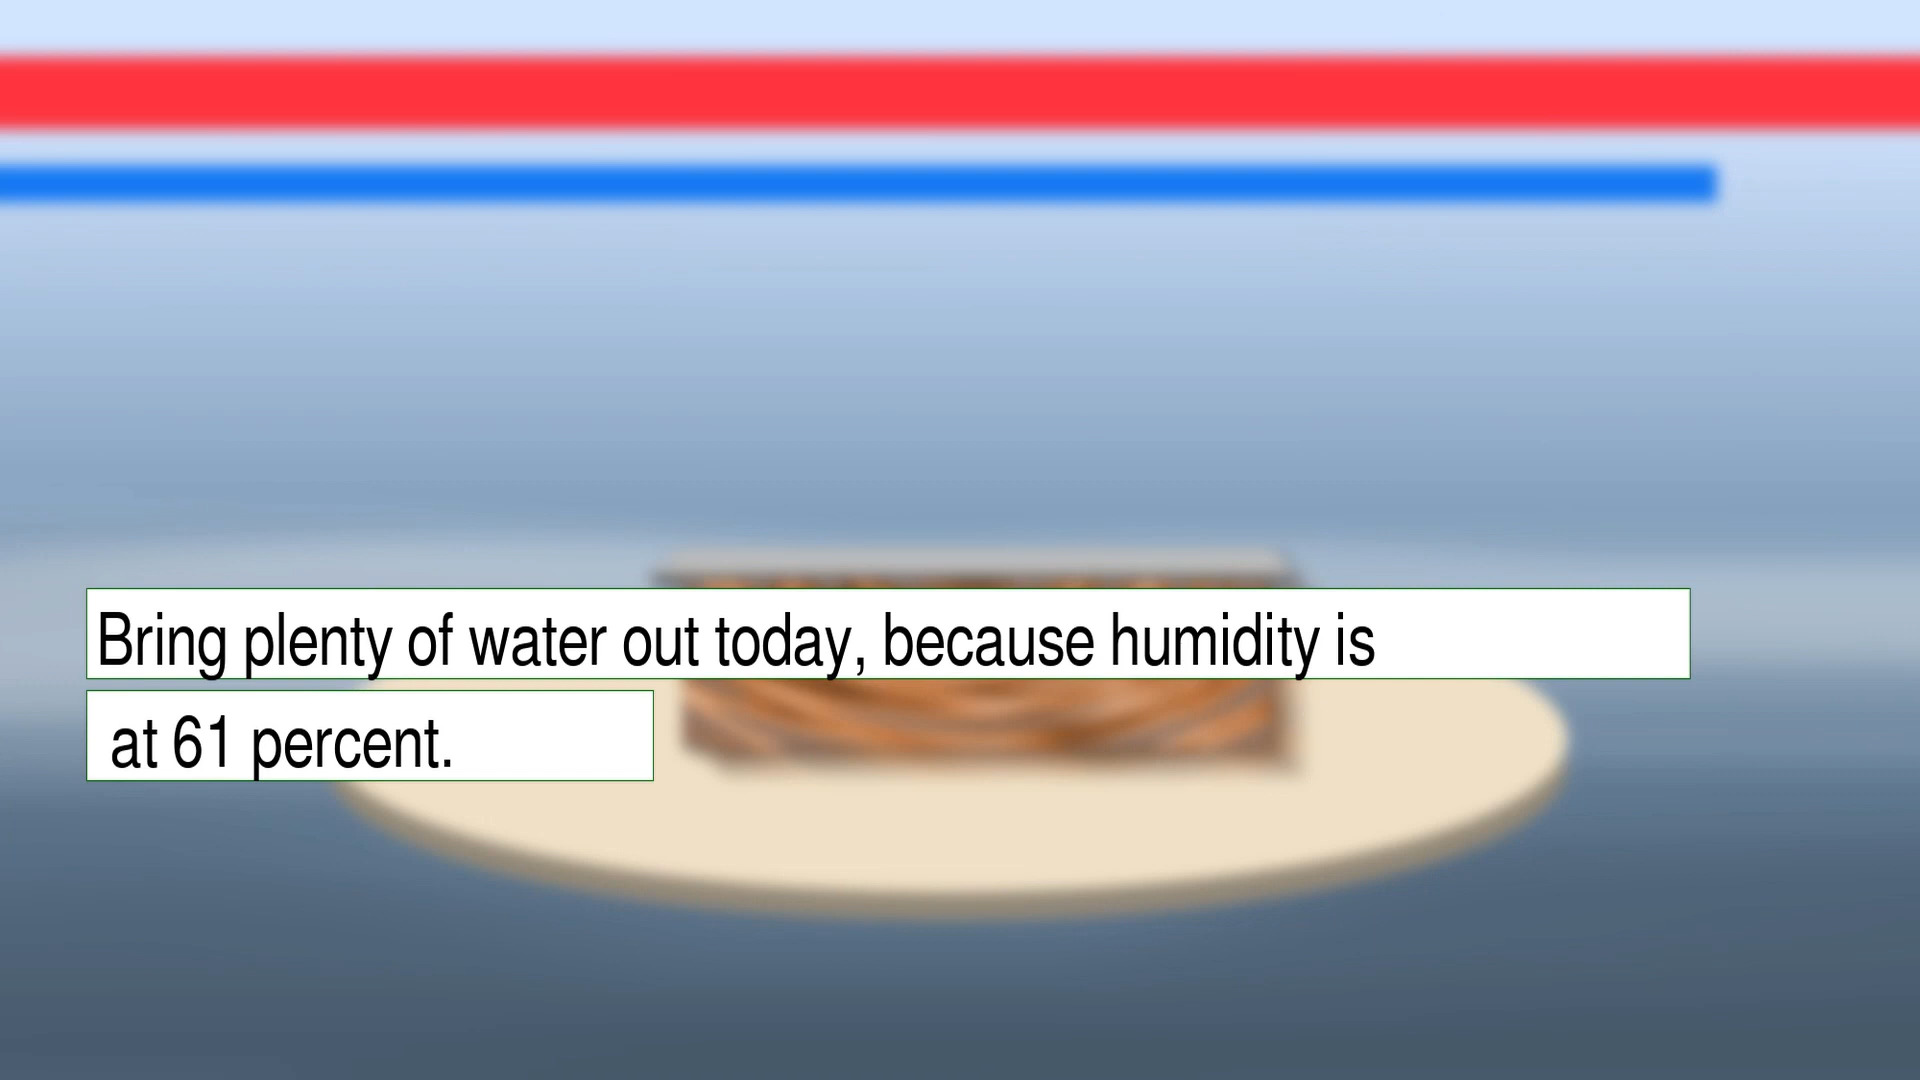 Bring plenty of water out today, because humidity is
at 61 percent.